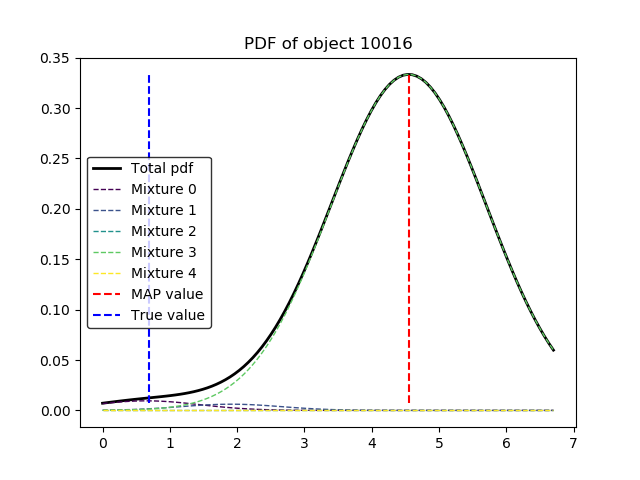 PDF of object 10016
0.35
0.30
0.25
0.20
0.15
0.10
0.05
0.00
Total pdf
Mixture 0
Mixture 1
Mixture 2
Mixture 3
Mixture 4
MAP value
True value
0 1 2 3 4 5 6 7